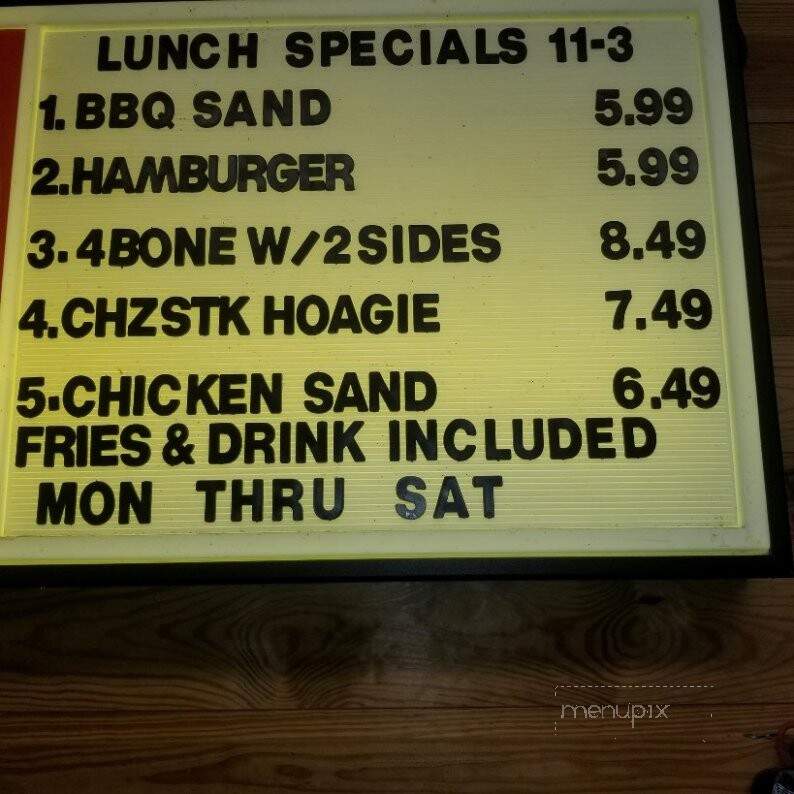 LUNCH SPECIALS 11-3
1. BBQ SAND 5.99
2.HAMBURGER 5.99
3. 4BONE W/2SIDES 8.49
4.CHZSTK HOAGIE 7.49
5.CHICKEN SAND 6.49
FRIES & DRINK INCLUDED
MON THRU SAT
menupix